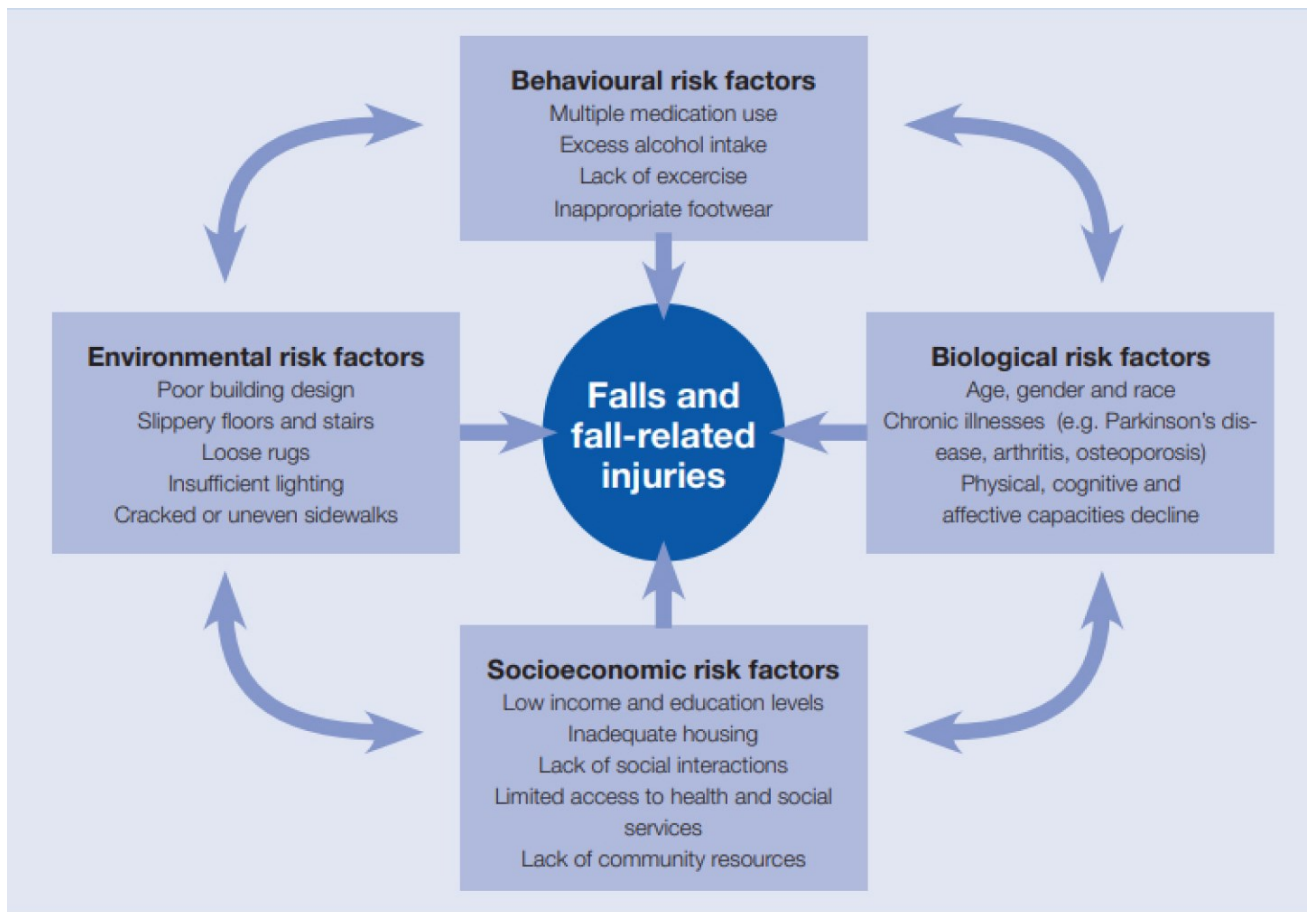 Behavioural risk factors
Multiple medication use
Excess alcohol intake
Lack of excercise
Inappropriate footwear
Environmental risk factors
Poor building design
Slippery floors and stairs
Loose rugs
Insufficient lighting
Cracked or uneven sidewalks
Falls and
fall-related
injuries
Biological risk factors
Age, gender and race
Chronic illnesses (e.g. Parkinson's dis-
ease, arthritis, osteoporosis)
Physical, cognitive and
affective capacities decline
Socioeconomic risk factors
Low income and education levels
Inadequate housing
Lack of social interactions
Limited access to health and social
services
Lack of community resources